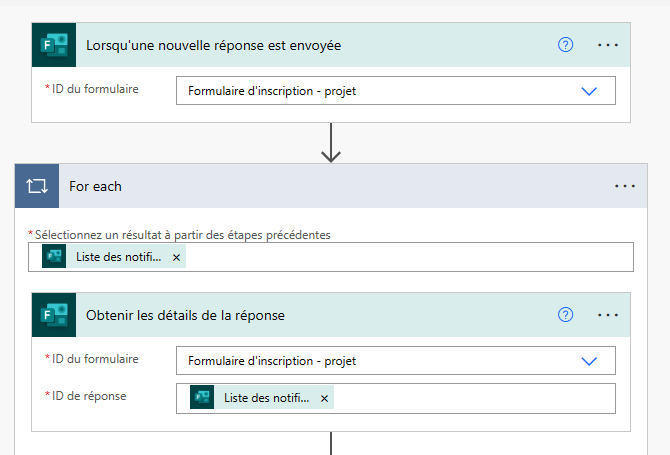 Lorsqu'une nouvelle réponse est envoyée
* ID du formulaire
Formulaire d'inscription - projet
For each
* Sélectionnez un résultat à partir des étapes précédentes
Liste des notifi... ×
Obtenir les détails de la réponse
* ID du formulaire
Formulaire d'inscription - projet
* ID de réponse
Liste des notifi... ×